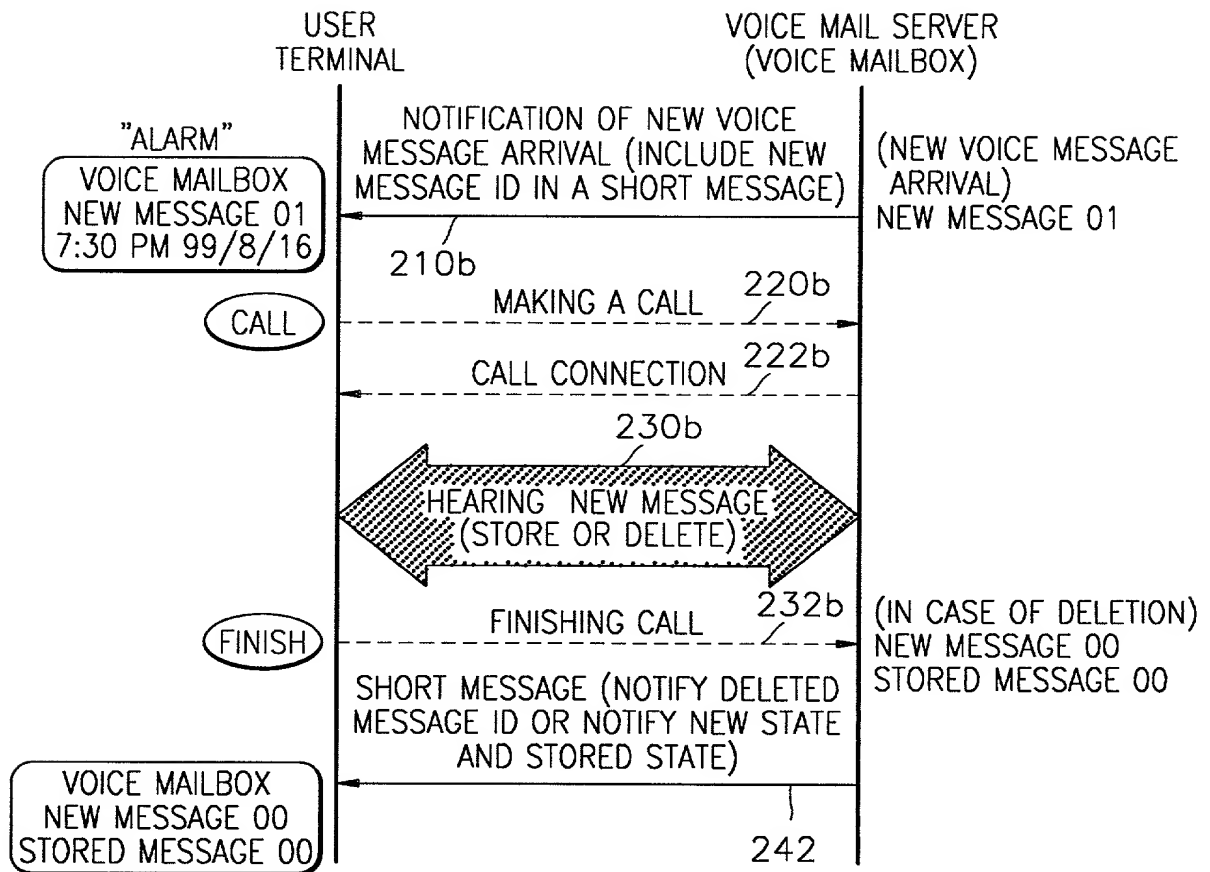 USER
TERMINAL
VOICE MAIL SERVER
(VOICE MAILBOX)
"ALARM"
VOICE MAILBOX
NEW MESSAGE 01
7:30 PM 99/8/16
NOTIFICATION OF NEW VOICE
MESSAGE ARRIVAL (INCLUDE NEW
MESSAGE ID IN A SHORT MESSAGE)
(NEW VOICE MESSAGE
ARRIVAL)
NEW MESSAGE 01
210b
CALL
MAKING A CALL
220b
CALL CONNECTION
222b
230b
HEARING NEW MESSAGE
(STORE OR DELETE)
FINISH
FINISHING CALL
232b
(IN CASE OF DELETION)
NEW MESSAGE 00
STORED MESSAGE 00
SHORT MESSAGE (NOTIFY DELETED
MESSAGE ID OR NOTIFY NEW STATE
AND STORED STATE)
VOICE MAILBOX
NEW MESSAGE 00
STORED MESSAGE 00
242